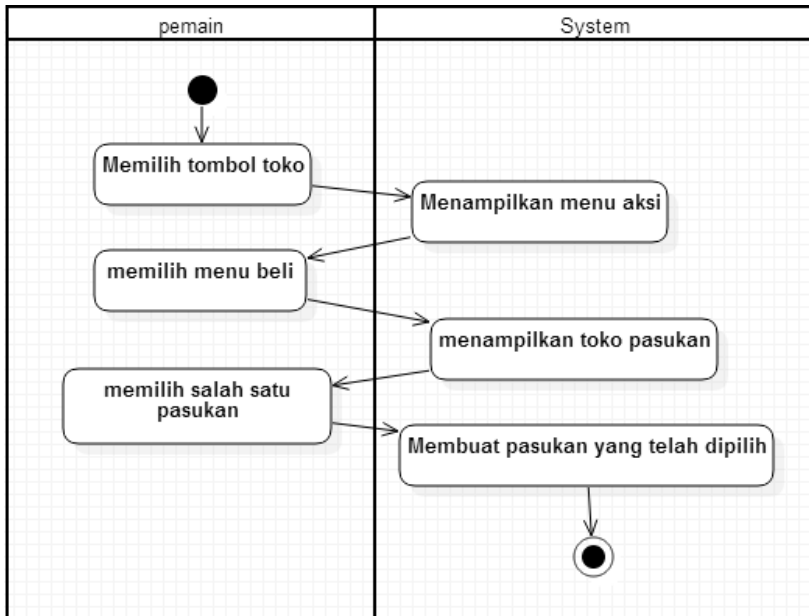 pemain
System
Memilih tombol toko
Menampilkan menu aksi
memilih menu beli
menampilkan toko pasukan
memilih salah satu
pasukan
Membuat pasukan yang telah dipilih